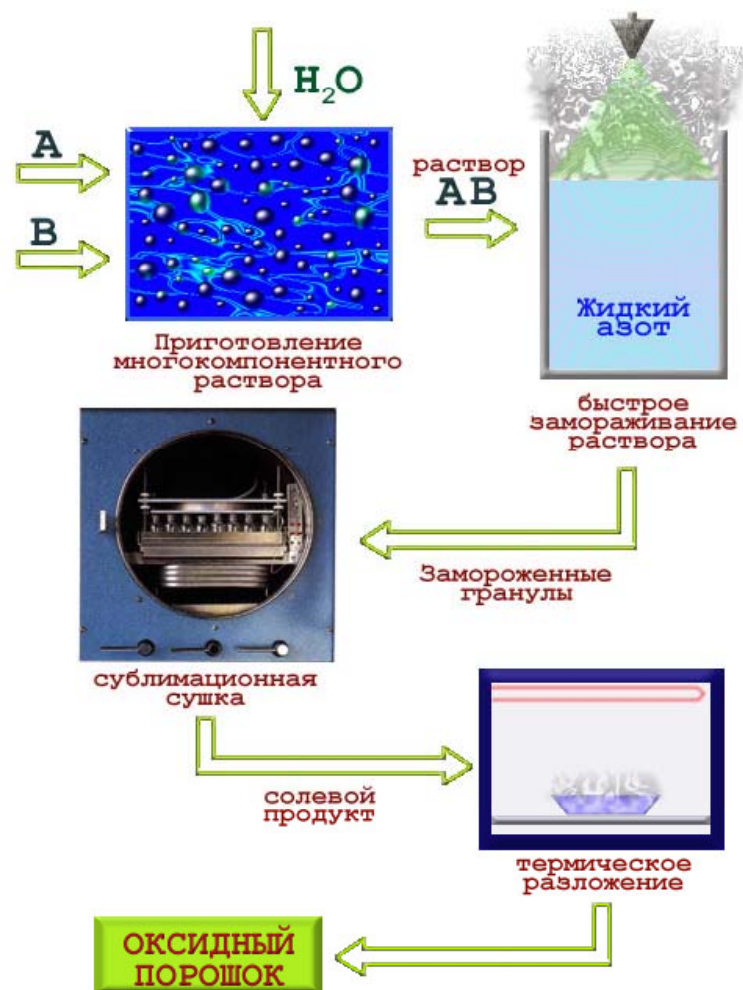 H₂O
A
B
раствор
AB
Жидкий
азот
Приготовление
многокомпонентного
раствора
быстрое
замораживание
раствора
Замороженные
гранулы
сублимационная
сушка
солевой
продукт
термическое
разложение
ОКСИДНЫЙ
ПОРОШОК